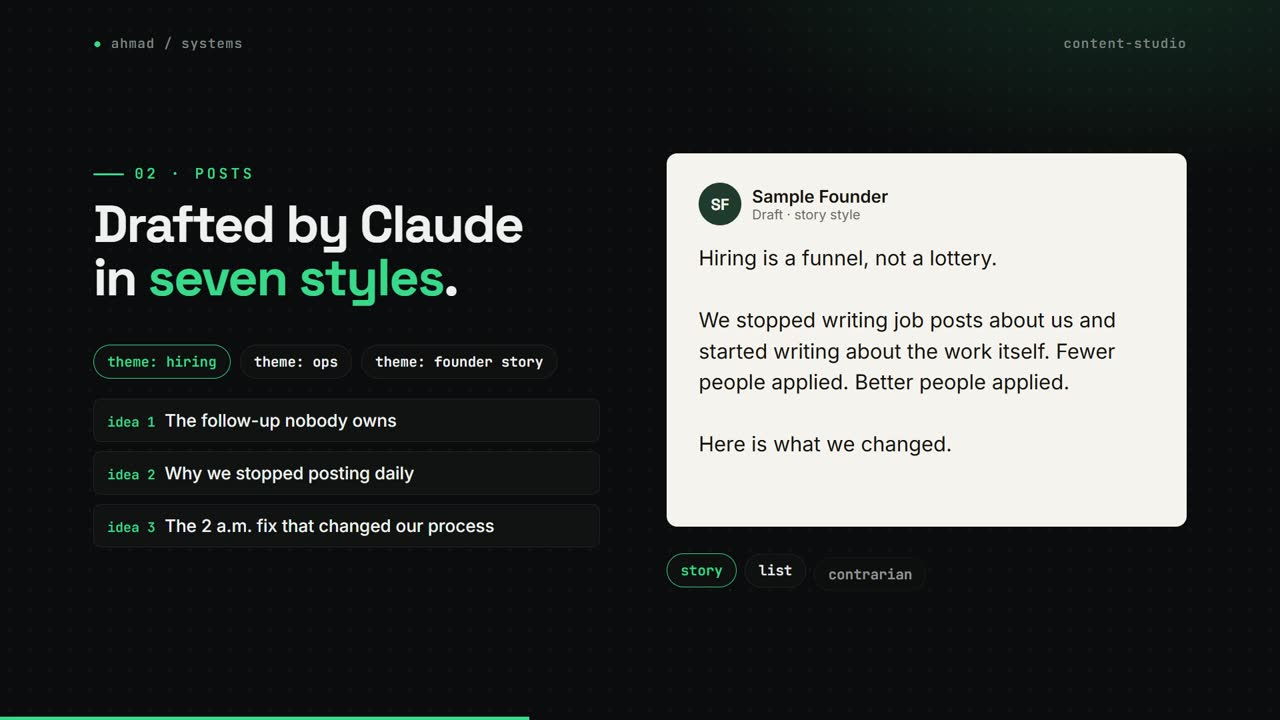 ahmad / systems
content-studio
02 · POSTS
Drafted by Claude
in seven styles.
theme: hiring
theme: ops
theme: founder story
idea 1 The follow-up nobody owns
idea 2 Why we stopped posting daily
idea 3 The 2 a.m. fix that changed our process
SF
Sample Founder
Draft · story style
Hiring is a funnel, not a lottery.
We stopped writing job posts about us and
started writing about the work itself. Fewer
people applied. Better people applied.
Here is what we changed.
story
list
contrarian